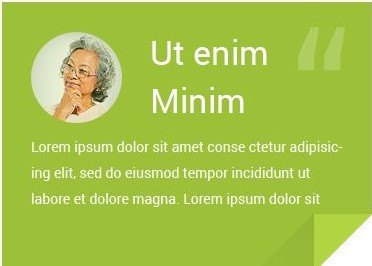 Ut enim
Minim
Lorem ipsum dolor sit amet conse ctetur adipisic-
ing elit, sed do eiusmod tempor incididunt ut
labore et dolore magna. Lorem ipsum dolor sit